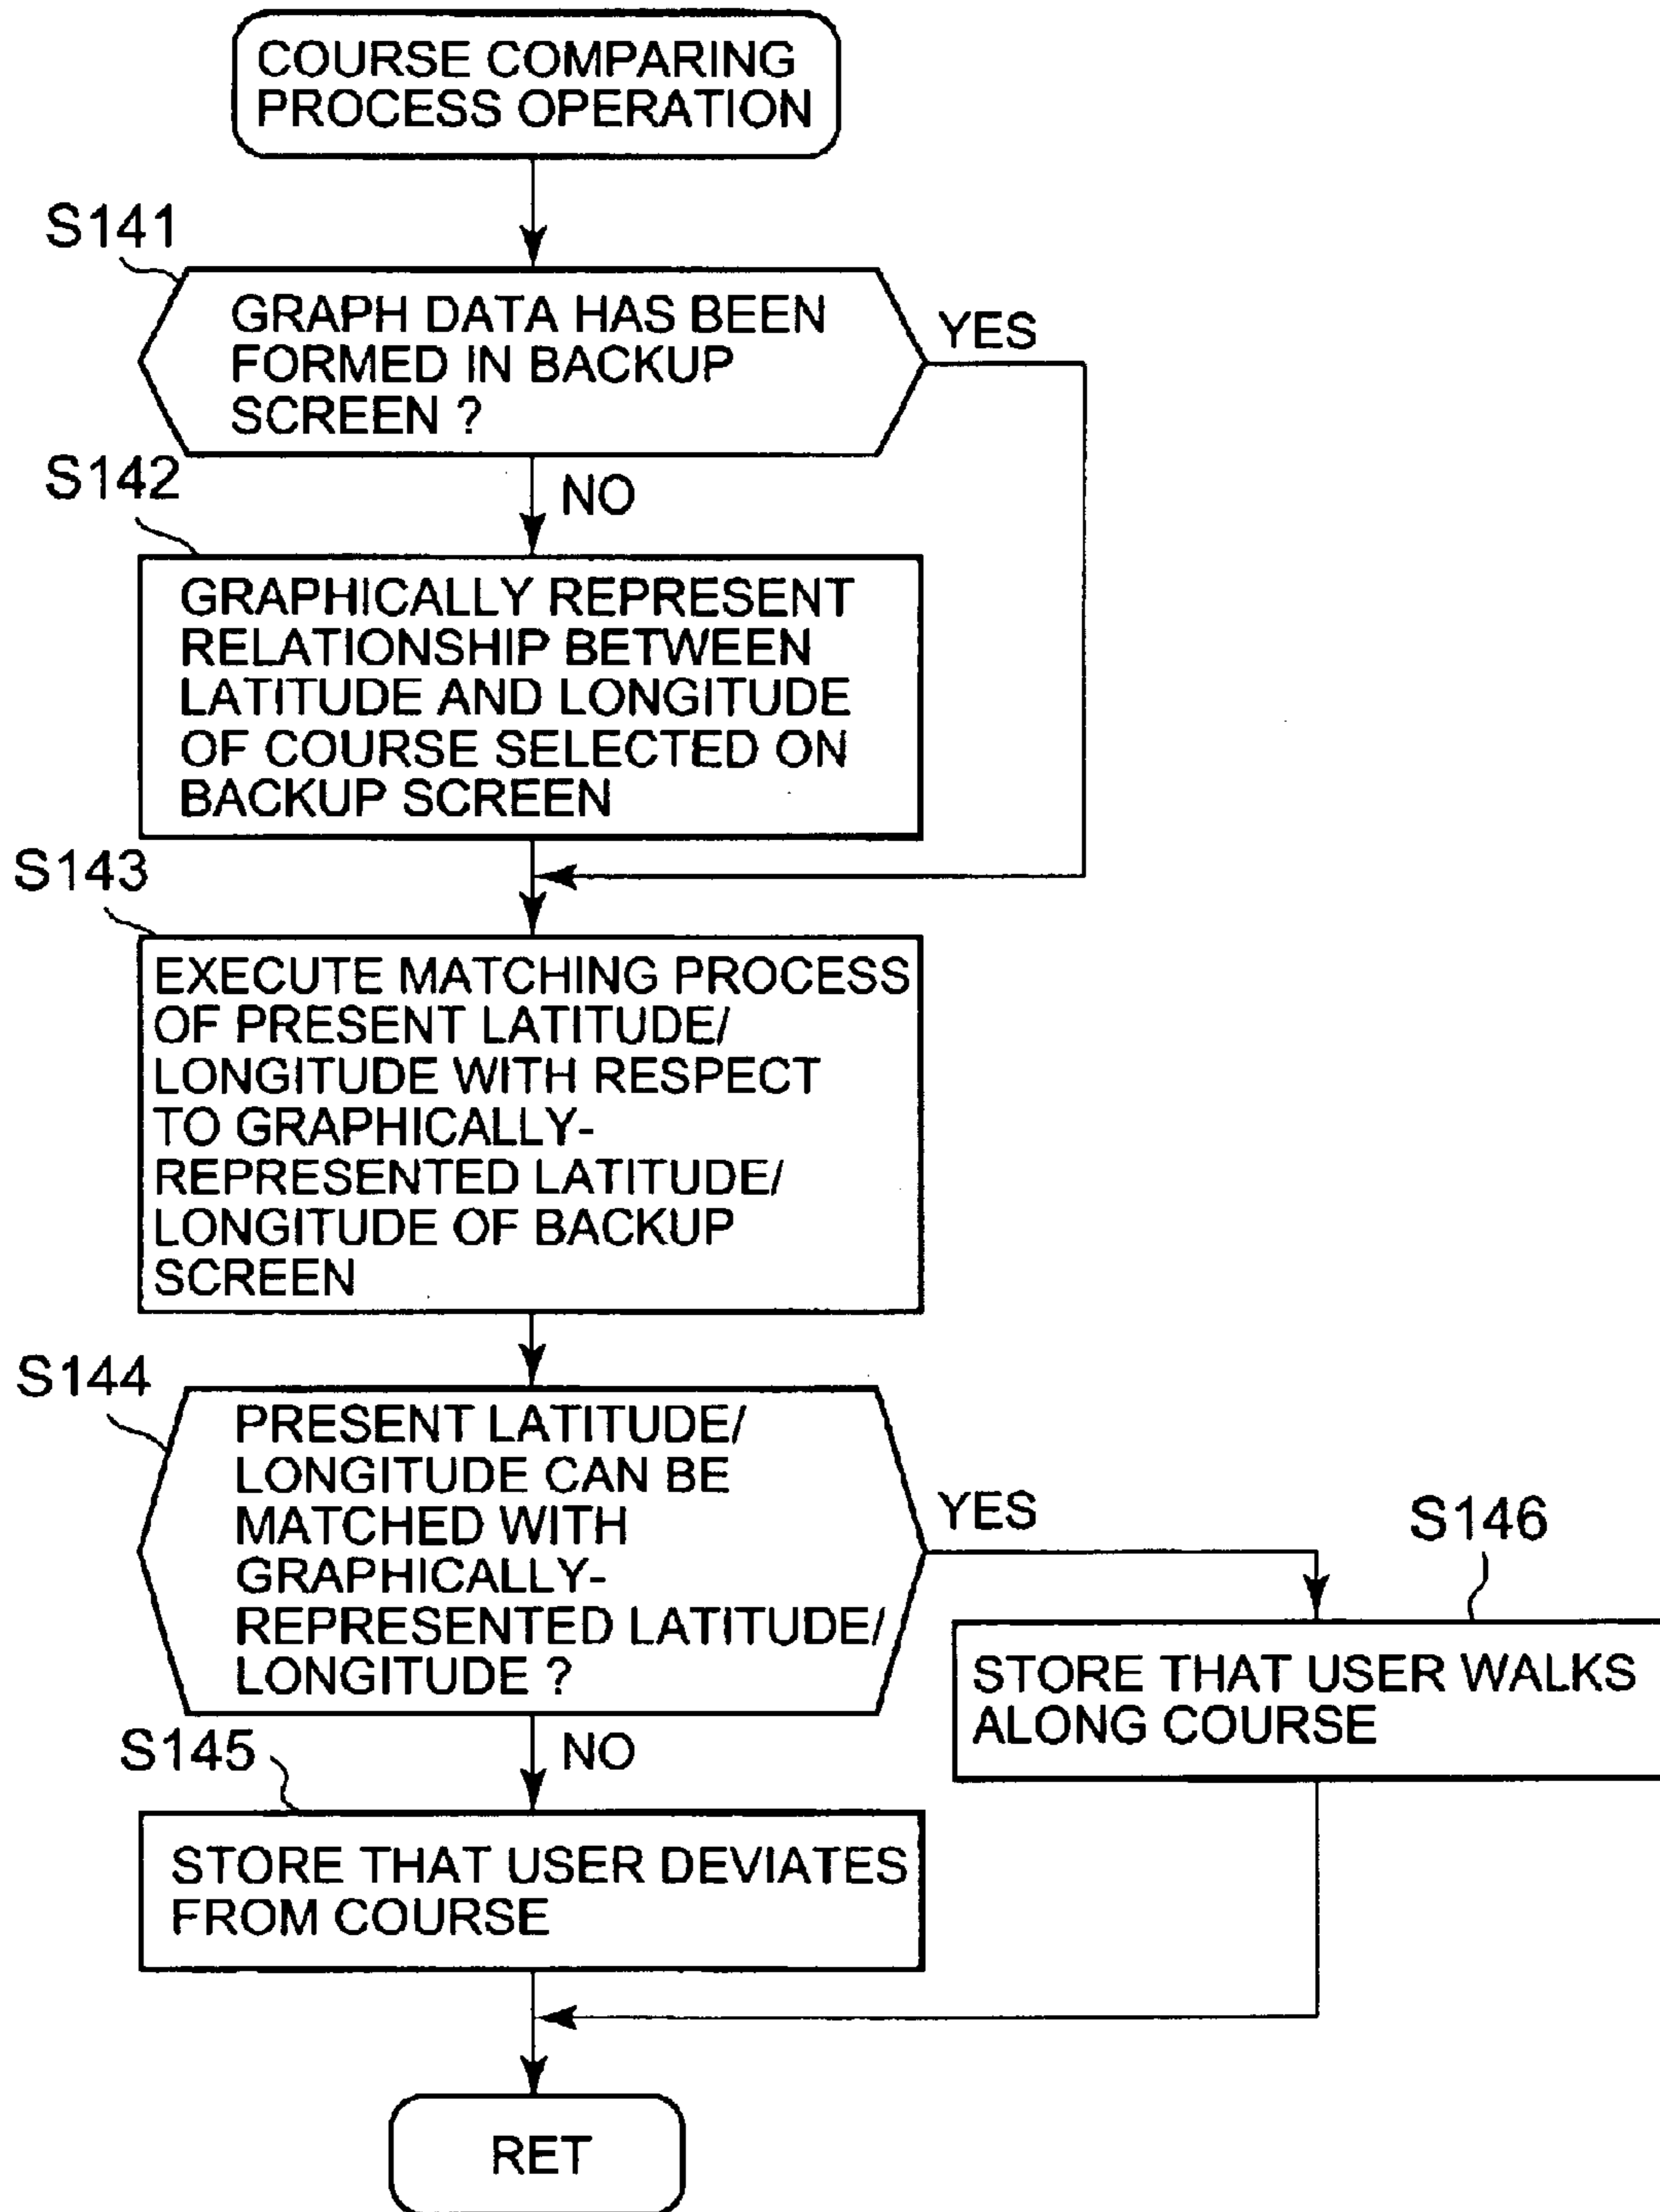 COURSE COMPARING
PROCESS OPERATION
S141
GRAPH DATA HAS BEEN
FORMED IN BACKUP
SCREEN ?
YES
NO
S142
GRAPHICALLY REPRESENT
RELATIONSHIP BETWEEN
LATITUDE AND LONGITUDE
OF COURSE SELECTED ON
BACKUP SCREEN
S143
EXECUTE MATCHING PROCESS
OF PRESENT LATITUDE/
LONGITUDE WITH RESPECT
TO GRAPHICALLY-
REPRESENTED LATITUDE/
LONGITUDE OF BACKUP
SCREEN
S144
PRESENT LATITUDE/
LONGITUDE CAN BE
MATCHED WITH
GRAPHICALLY-
REPRESENTED LATITUDE/
LONGITUDE ?
YES
NO
S146
STORE THAT USER WALKS
ALONG COURSE
S145
STORE THAT USER DEVIATES
FROM COURSE
RET